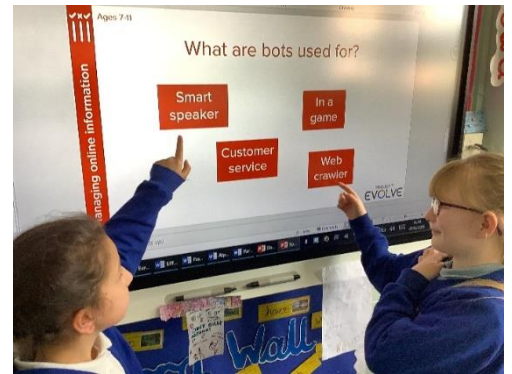 Ages 7-11
managing online information
What are bots used for?
Smart
speaker
In a
game
Customer
service
Web
crawler
EVOLVE
Wall